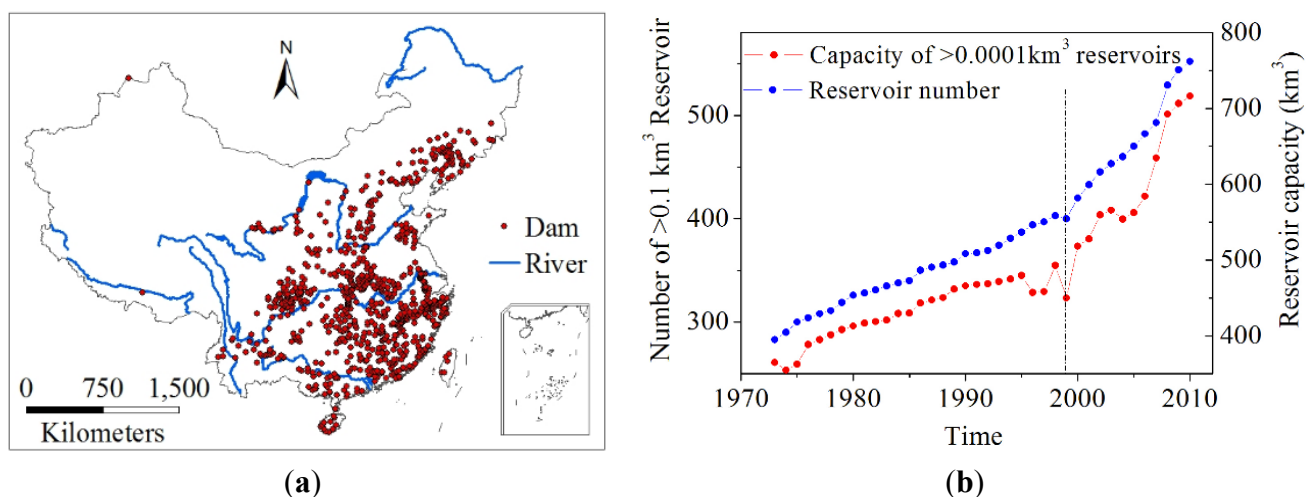 N
Dam
River
0 750 1,500
Kilometers
(a)
Number of >0.1 km³ Reservoir
500
400
300
Capacity of >0.0001km³ reservoirs
Reservoir number
800
700
600
500
400
Reservoir capacity (km³)
1970 1980 1990 2000 2010
Time
(b)